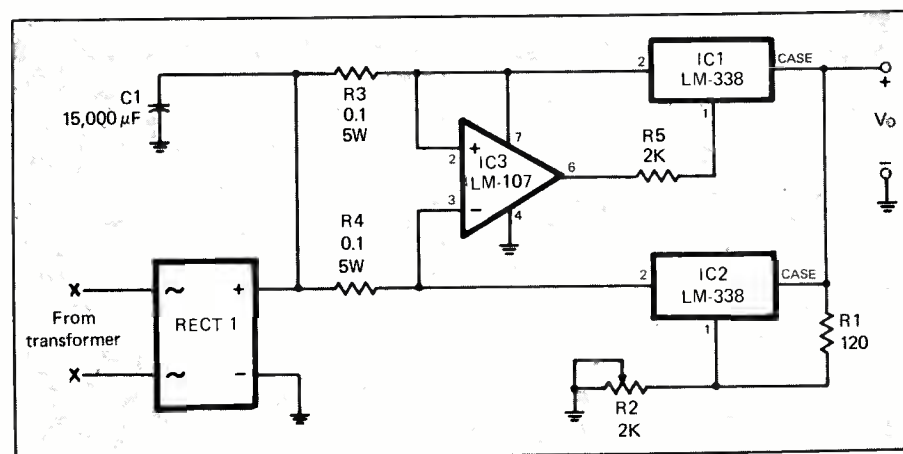 C1
15,000 µF
R3
0.1
5W
2
IC1
LM-338
CASE
1
+
Vo
−
R5
2K
+
2
7
IC3
LM-107
6
3
−
4
R4
0.1
5W
2
IC2
LM-338
CASE
1
R1
120
From
transformer
X
X
~
+
RECT 1
~
−
R2
2K